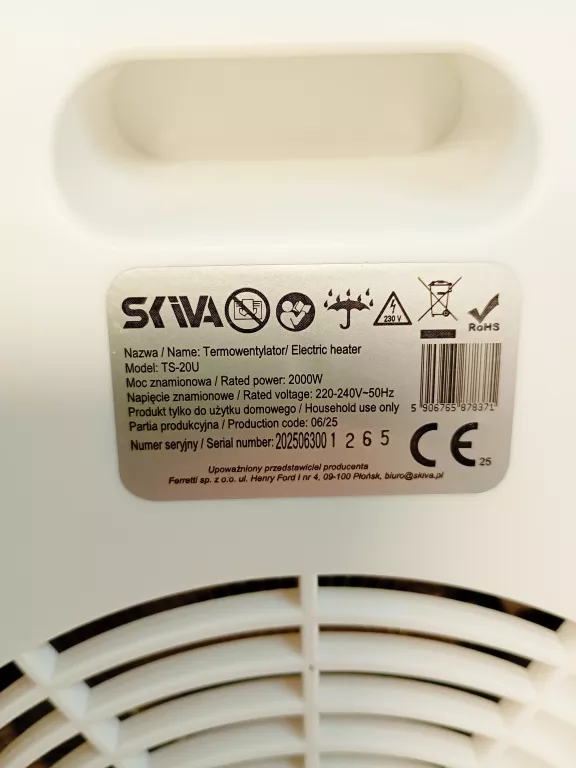 SKIVA
230 V
RoHS
Nazwa / Name: Termowentylator/ Electric heater
Model: TS-20U
Moc znamionowa / Rated power: 2000W
Napięcie znamionowe / Rated voltage: 220-240V~50Hz
Produkt tylko do użytku domowego / Household use only
Partia produkcyjna / Production code: 06/25
Numer seryjny / Serial number: 202506300 1 2 6 5
5 906765 878371
CE 25
Upoważniony przedstawiciel producenta
Ferretti sp. z o.o. ul. Henry Ford I nr 4, 09-100 Płońsk, biuro@skiva.pl